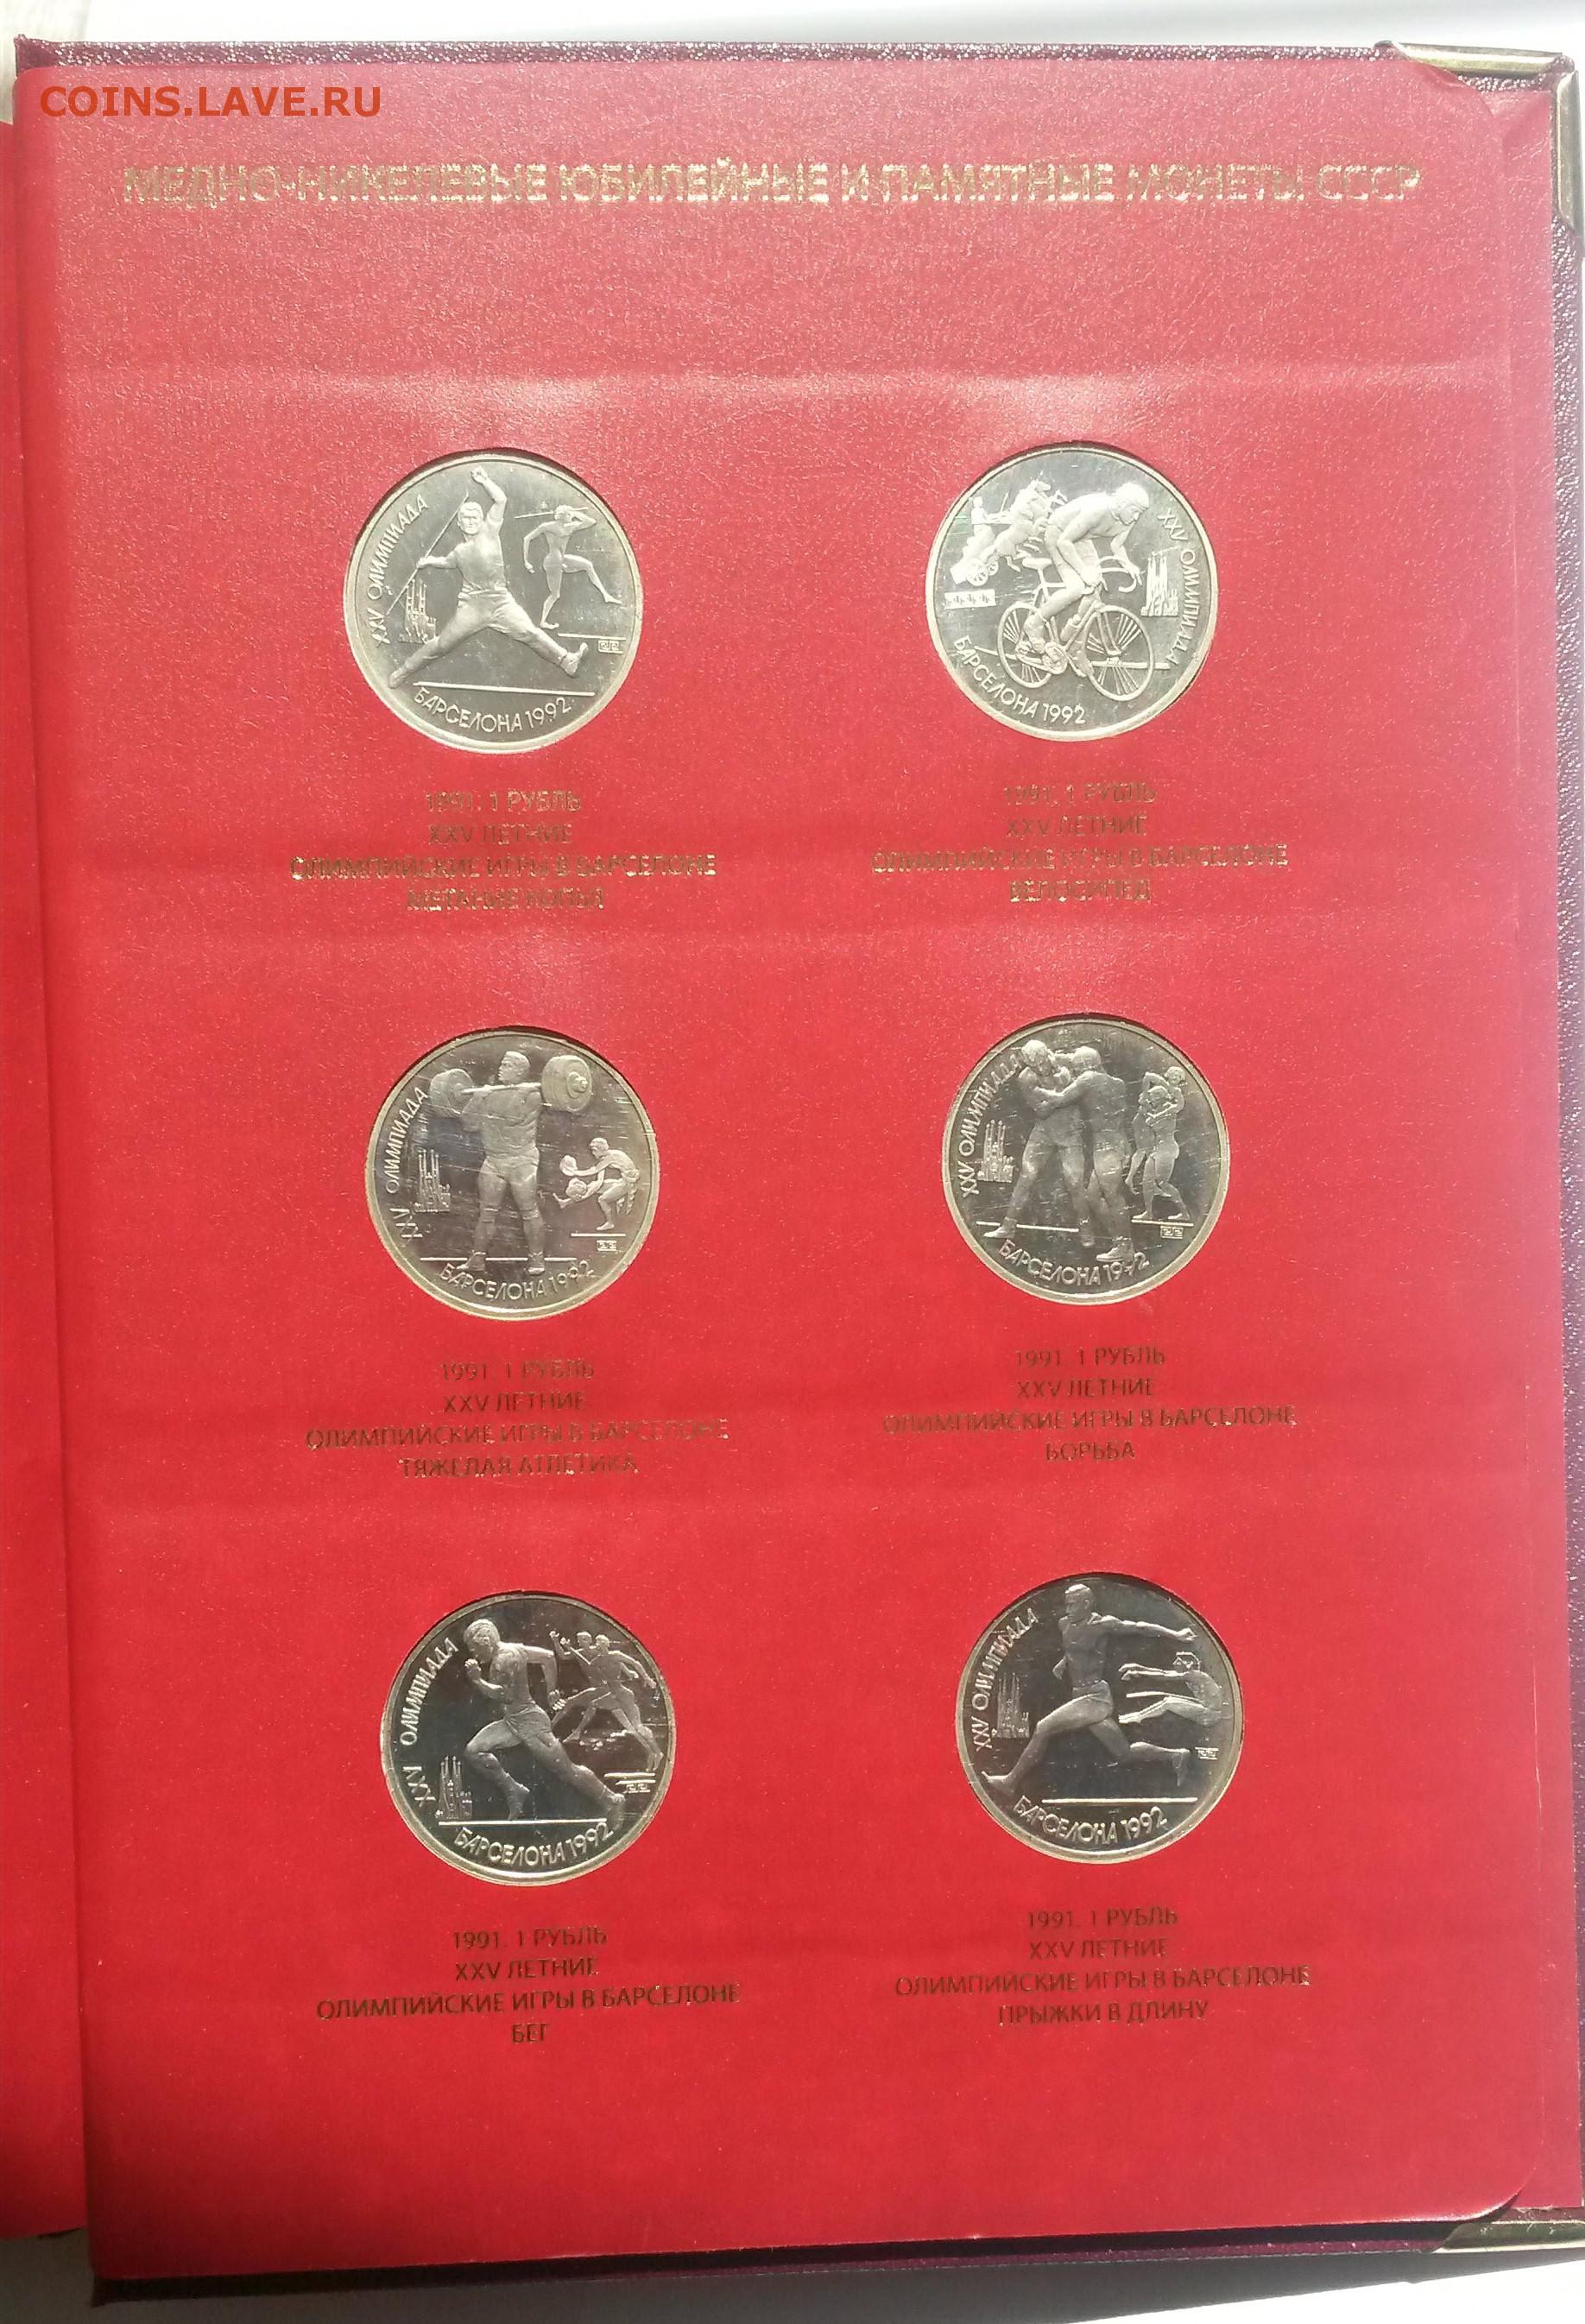 COINS.LAVE.RU
МЕДНО-НИКЕЛЕВЫЕ ЮБИЛЕЙНЫЕ И ПАМЯТНЫЕ МОНЕТЫ СССР
XXV ОЛИМПИАДА
БАРСЕЛОНА 1992
XXV ОЛИМПИАДА
БАРСЕЛОНА 1992
1991. 1 РУБЛЬ
XXV ЛЕТНИЕ
ОЛИМПИЙСКИЕ ИГРЫ В БАРСЕЛОНЕ
МЕТАНИЕ КОПЬЯ
1991. 1 РУБЛЬ
XXV ЛЕТНИЕ
ОЛИМПИЙСКИЕ ИГРЫ В БАРСЕЛОНЕ
ВЕЛОСИПЕД
XXV ОЛИМПИАДА
БАРСЕЛОНА 1992
XXV ОЛИМПИАДА
БАРСЕЛОНА 1992
1991. 1 РУБЛЬ
XXV ЛЕТНИЕ
ОЛИМПИЙСКИЕ ИГРЫ В БАРСЕЛОНЕ
ТЯЖЕЛАЯ АТЛЕТИКА
1991. 1 РУБЛЬ
XXV ЛЕТНИЕ
ОЛИМПИЙСКИЕ ИГРЫ В БАРСЕЛОНЕ
БОРЬБА
XXV ОЛИМПИАДА
БАРСЕЛОНА 1992
XXV ОЛИМПИАДА
БАРСЕЛОНА 1992
1991. 1 РУБЛЬ
XXV ЛЕТНИЕ
ОЛИМПИЙСКИЕ ИГРЫ В БАРСЕЛОНЕ
БЕГ
1991. 1 РУБЛЬ
XXV ЛЕТНИЕ
ОЛИМПИЙСКИЕ ИГРЫ В БАРСЕЛОНЕ
ПРЫЖКИ В ДЛИНУ